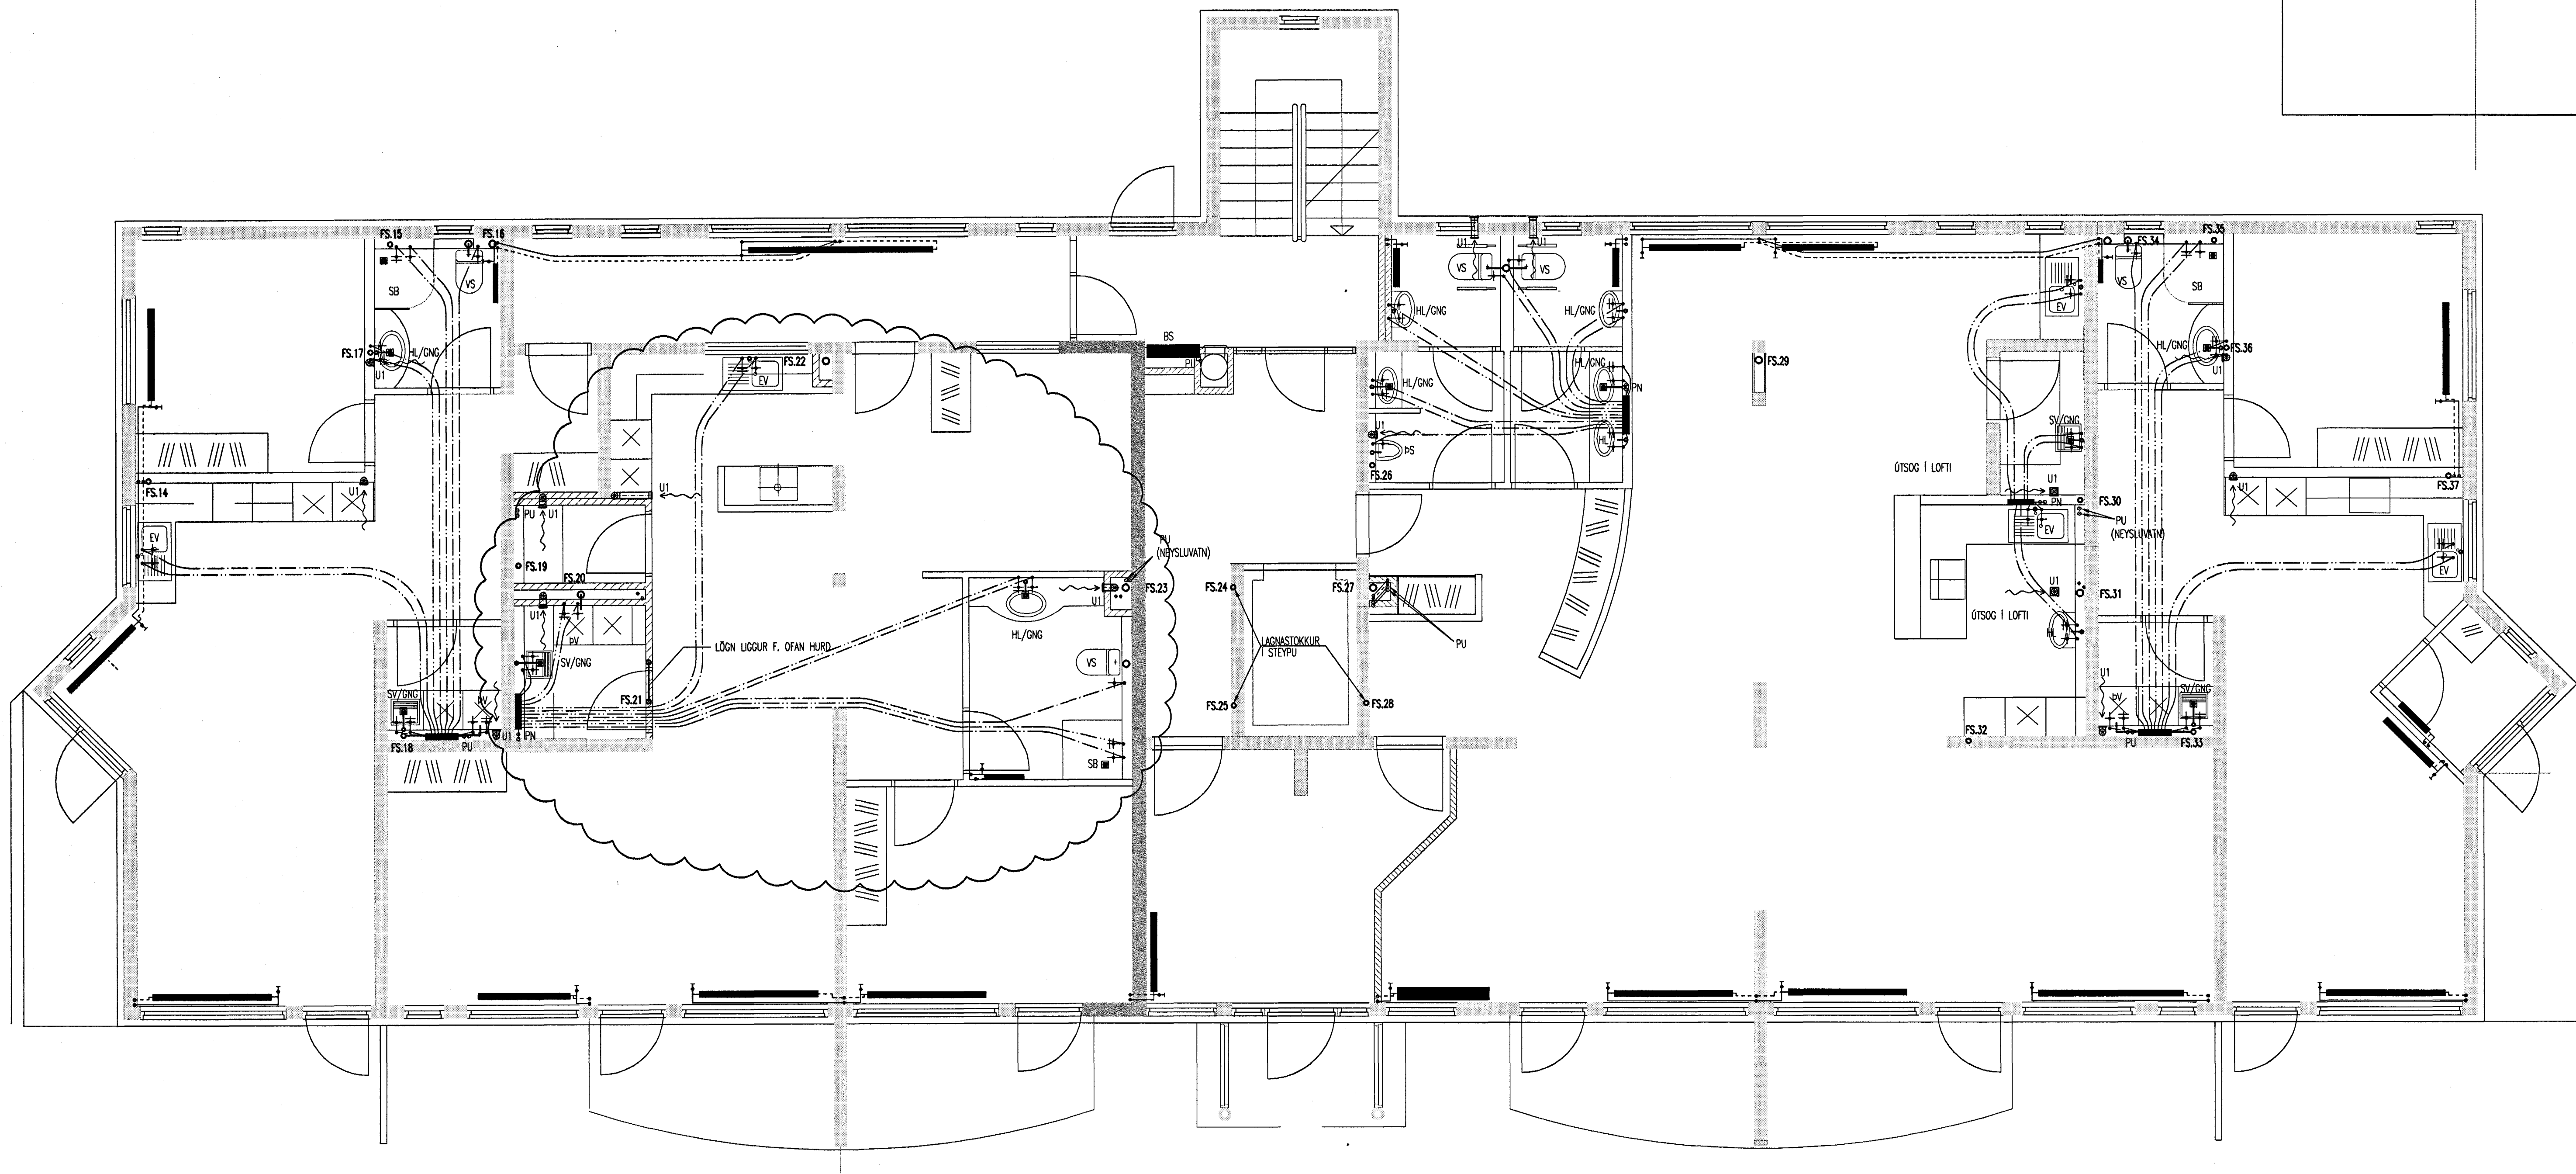 FS.15
FS.16
U1
U1
FS.34
FS.35
SB
VS
VS
VS
VS
SB
EV
FS.17
HL/GNG
U1
HL/GNG
HL/GNG
BS
PU
FS.22
EV
FS.29
HL/GNG
FS.36
U1
HL/GNG
HL/GNG
PN
U1
HL
ÞS
SV/GNG
FS.26
ÚTSOG Í LOFTI
FS.14
U1
U1
U1
FS.37
U1
PN
FS.30
PU U1
EV
PU
(NEYSLUVATN)
EV
PU
(NEYSLUVATN)
EV
FS.19
FS.20
U1
FS.23
FS.24
FS.27
U1
FS.31
ÚTSOG Í LOFTI
HL/GNG
HL
ÞV
LÖGN LIGGUR F. OFAN HURÐ
LAGNASTOKKUR
Í STEYPU
PU
SV/GNG
VS
U1
SV/GNG
ÞV
FS.21
FS.25
FS.28
ÞV
SV/GNG
FS.18
PU
U1
PN
FS.32
PU
FS.33
SB